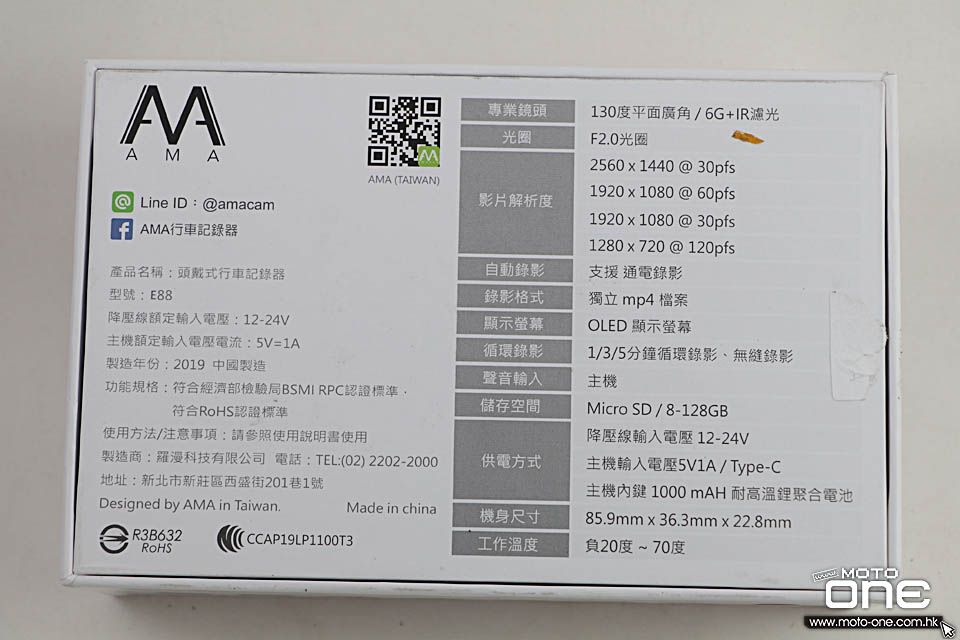 AMA
AMA (TAIWAN)
Line ID：@amacam
AMA行車記錄器
產品名稱：頭戴式行車記錄器
型號：E88
降壓線額定輸入電壓：12-24V
主機額定輸入電壓電流：5V=1A
製造年份：2019 中國製造
功能規格：符合經濟部檢驗局BSMI RPC認證標準，
符合RoHS認證標準
使用方法/注意事項：請參照使用說明書使用
製造商：羅漫科技有限公司 電話：TEL:(02) 2202-2000
地址：新北市新莊區西盛街201巷1號
Designed by AMA in Taiwan. Made in china
R3B632
RoHS
CCAP19LP1100T3
專業鏡頭 130度平面廣角 / 6G+IR濾光
光圈 F2.0光圈
影片解析度 2560 x 1440 @ 30pfs
1920 x 1080 @ 60pfs
1920 x 1080 @ 30pfs
1280 x 720 @ 120pfs
自動錄影 支援 通電錄影
錄影格式 獨立 mp4 檔案
顯示螢幕 OLED 顯示螢幕
循環錄影 1/3/5分鐘循環錄影、無縫錄影
聲音輸入 主機
儲存空間 Micro SD / 8-128GB
供電方式 降壓線輸入電壓 12-24V
主機輸入電壓5V1A / Type-C
主機內鍵 1000 mAH 耐高溫鋰聚合電池
機身尺寸 85.9mm x 36.3mm x 22.8mm
工作溫度 負20度 ~ 70度
www MOTO
ONE
www.moto-one.com.hk